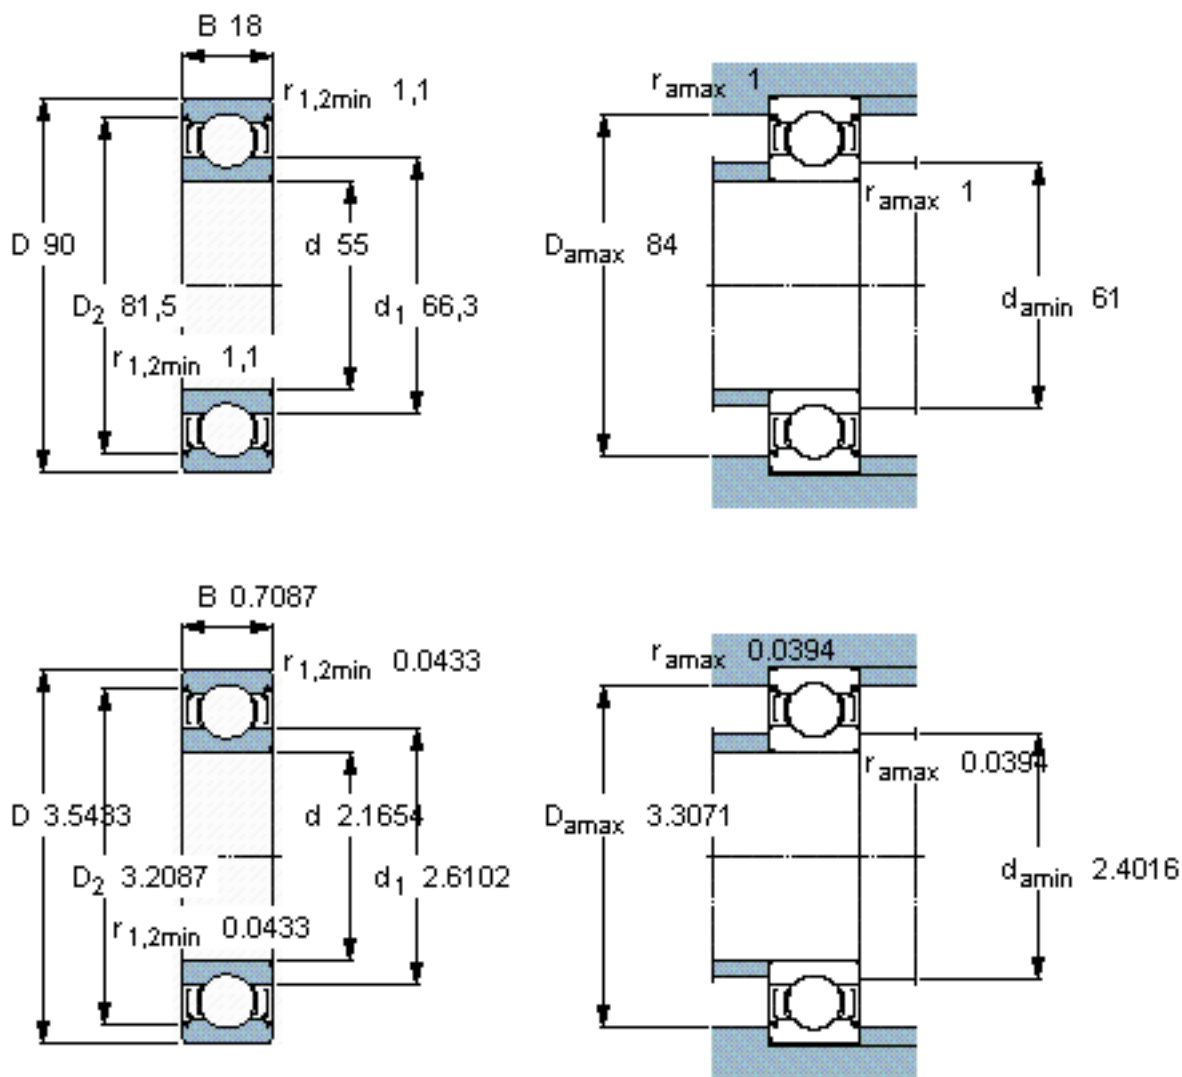 B 18
r1,2min 1,1
ramax 1
ramax 1
D 90
d 55
Damax 84
D2 81,5
d1 66,3
damin 61
r1,2min 1,1
B 0.7087
r1,2min 0.0433
ramax 0.0394
ramax 0.0394
D 3.5433
d 2.1654
Damax 3.3071
D2 3.2087
d1 2.6102
damin 2.4016
r1,2min 0.0433